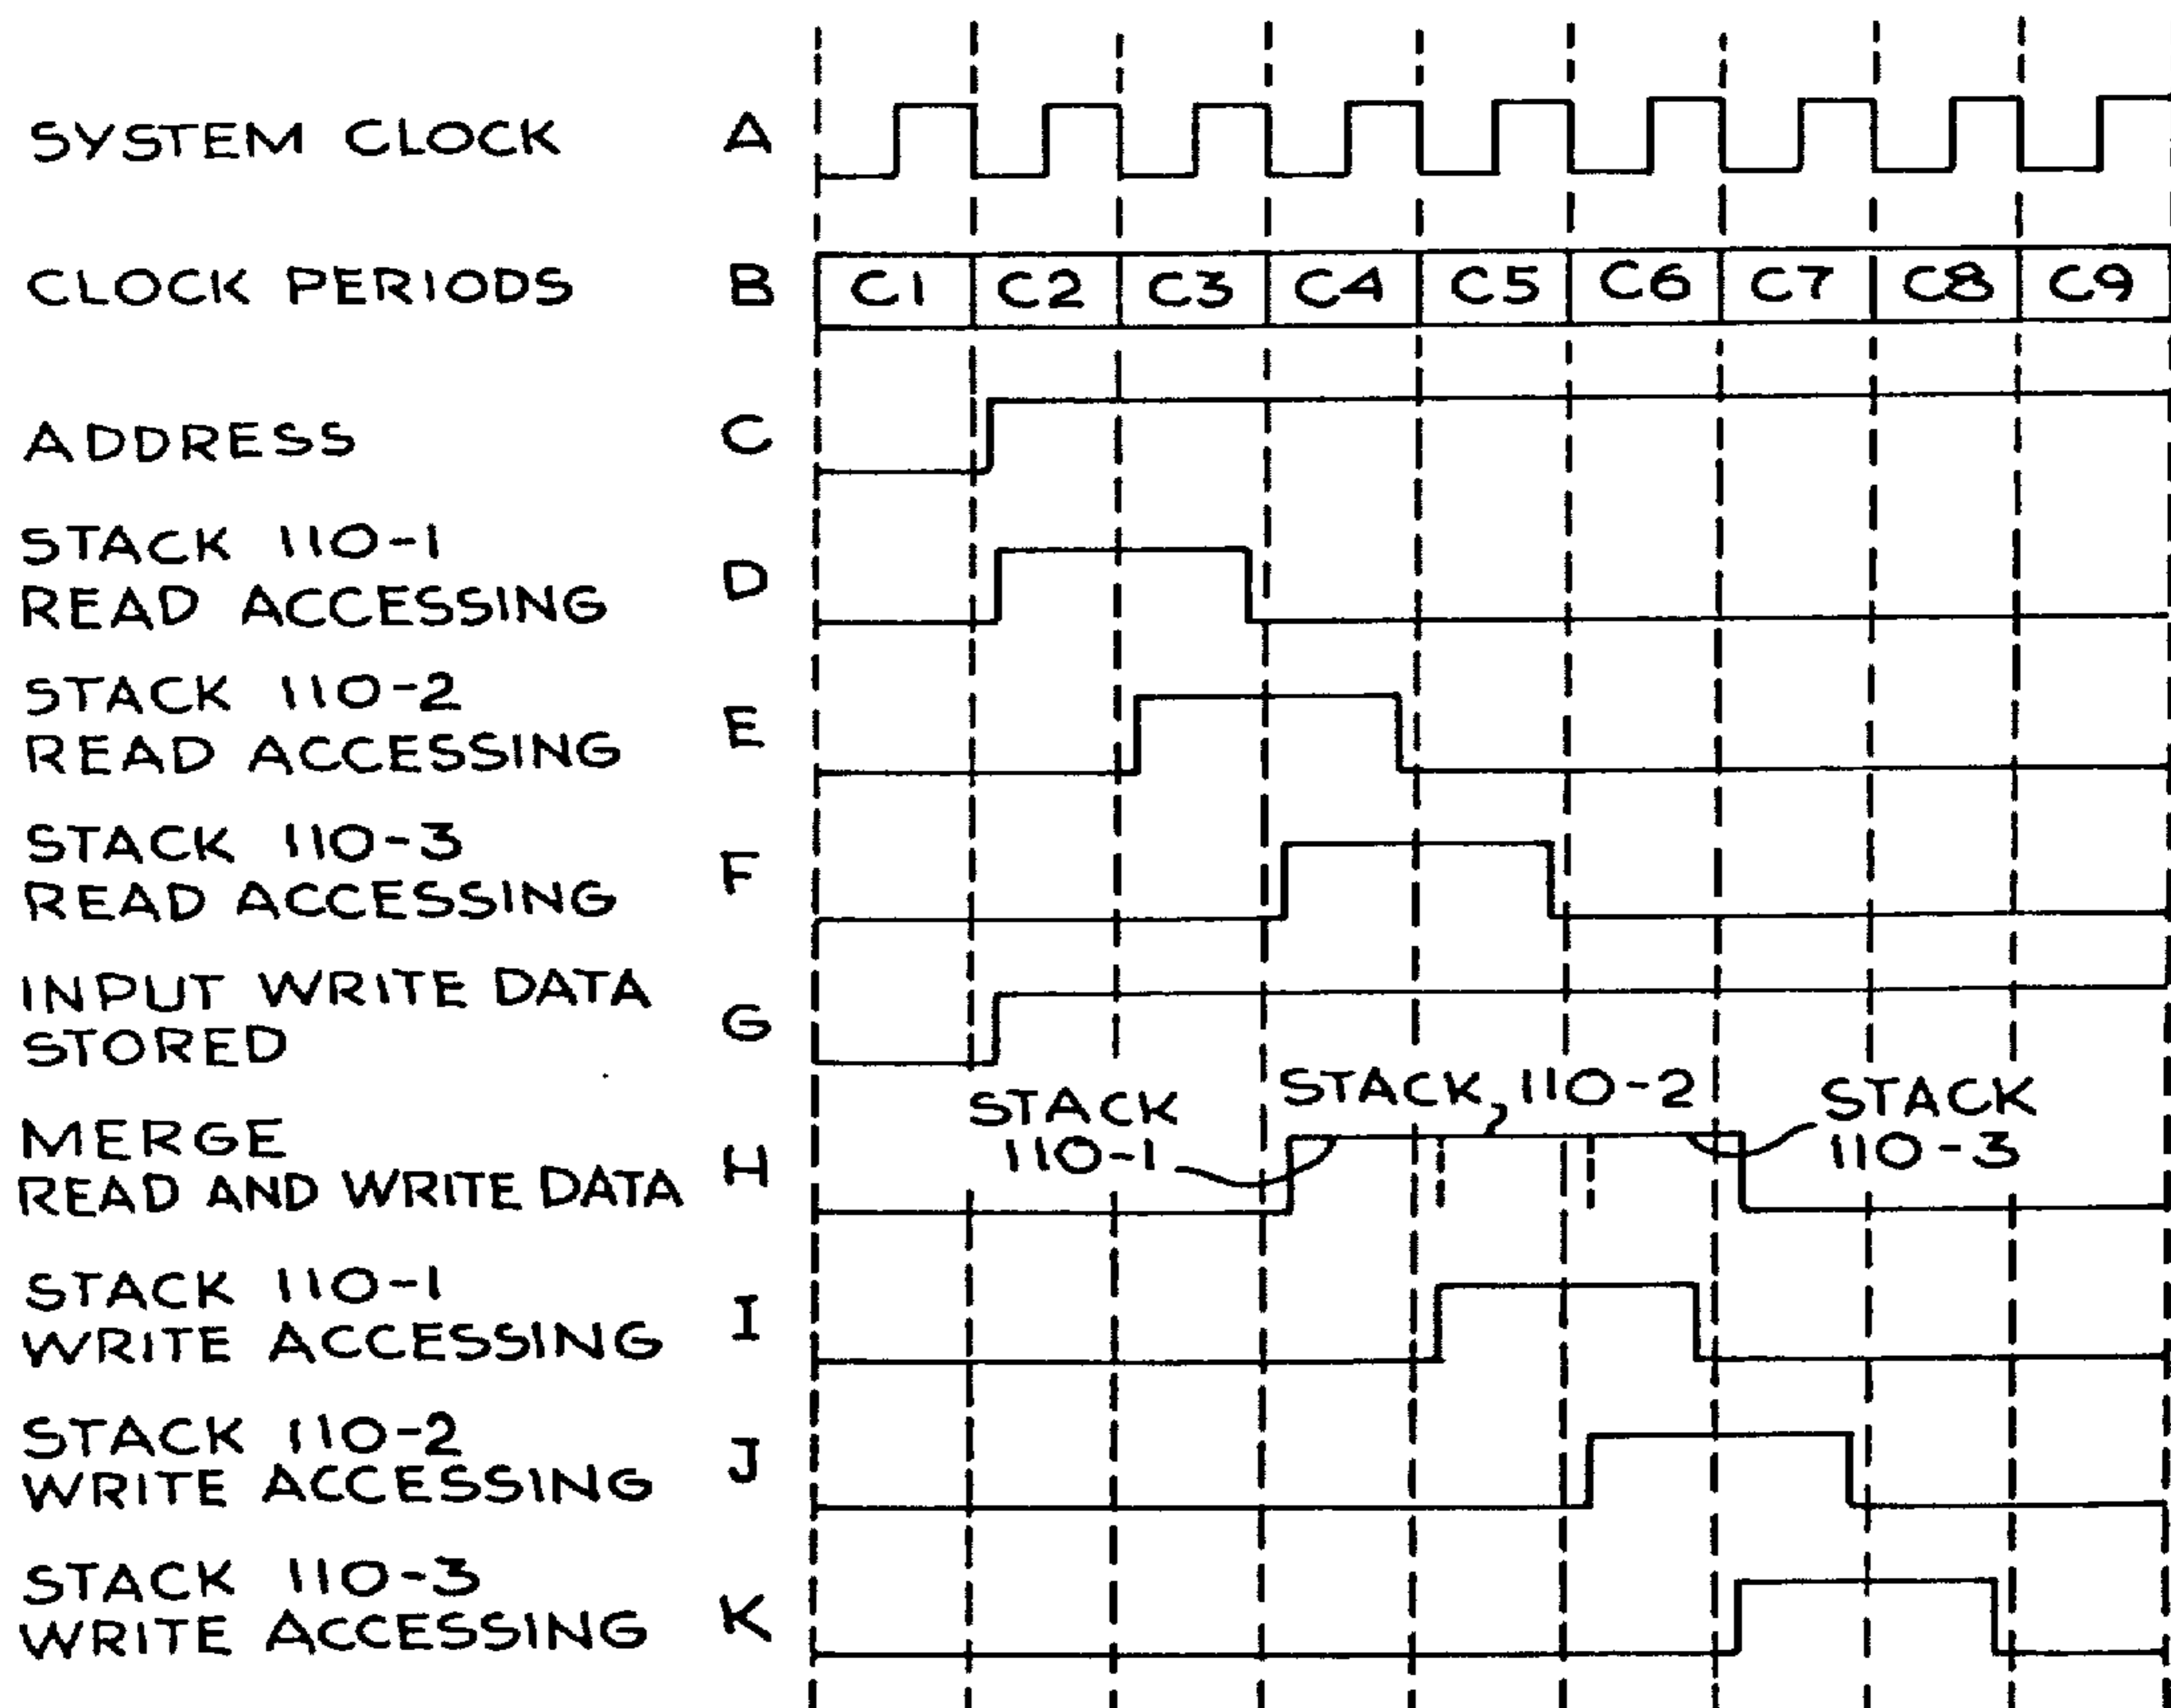 SYSTEM CLOCK A
CLOCK PERIODS B C1 C2 C3 C4 C5 C6 C7 C8 C9
ADDRESS C
STACK 110-1
READ ACCESSING D
STACK 110-2
READ ACCESSING E
STACK 110-3
READ ACCESSING F
INPUT WRITE DATA
STORED G
STACK 110-1
STACK 110-2
STACK 110-3
MERGE
READ AND WRITE DATA H
STACK 110-1
WRITE ACCESSING I
STACK 110-2
WRITE ACCESSING J
STACK 110-3
WRITE ACCESSING K